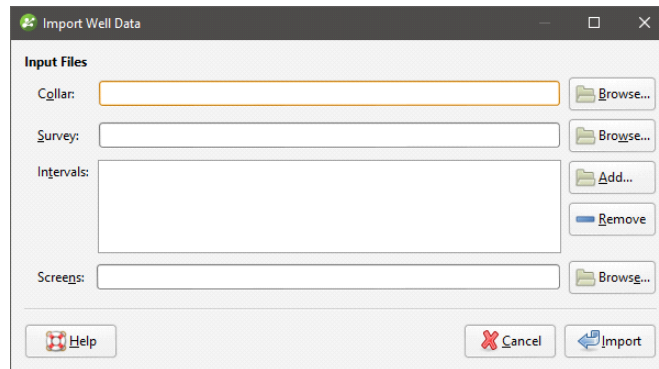 Import Well Data
Input Files
Collar: Browse...
Survey: Browse...
Intervals: Add...
Remove
Screens: Browse...
Help Cancel Import